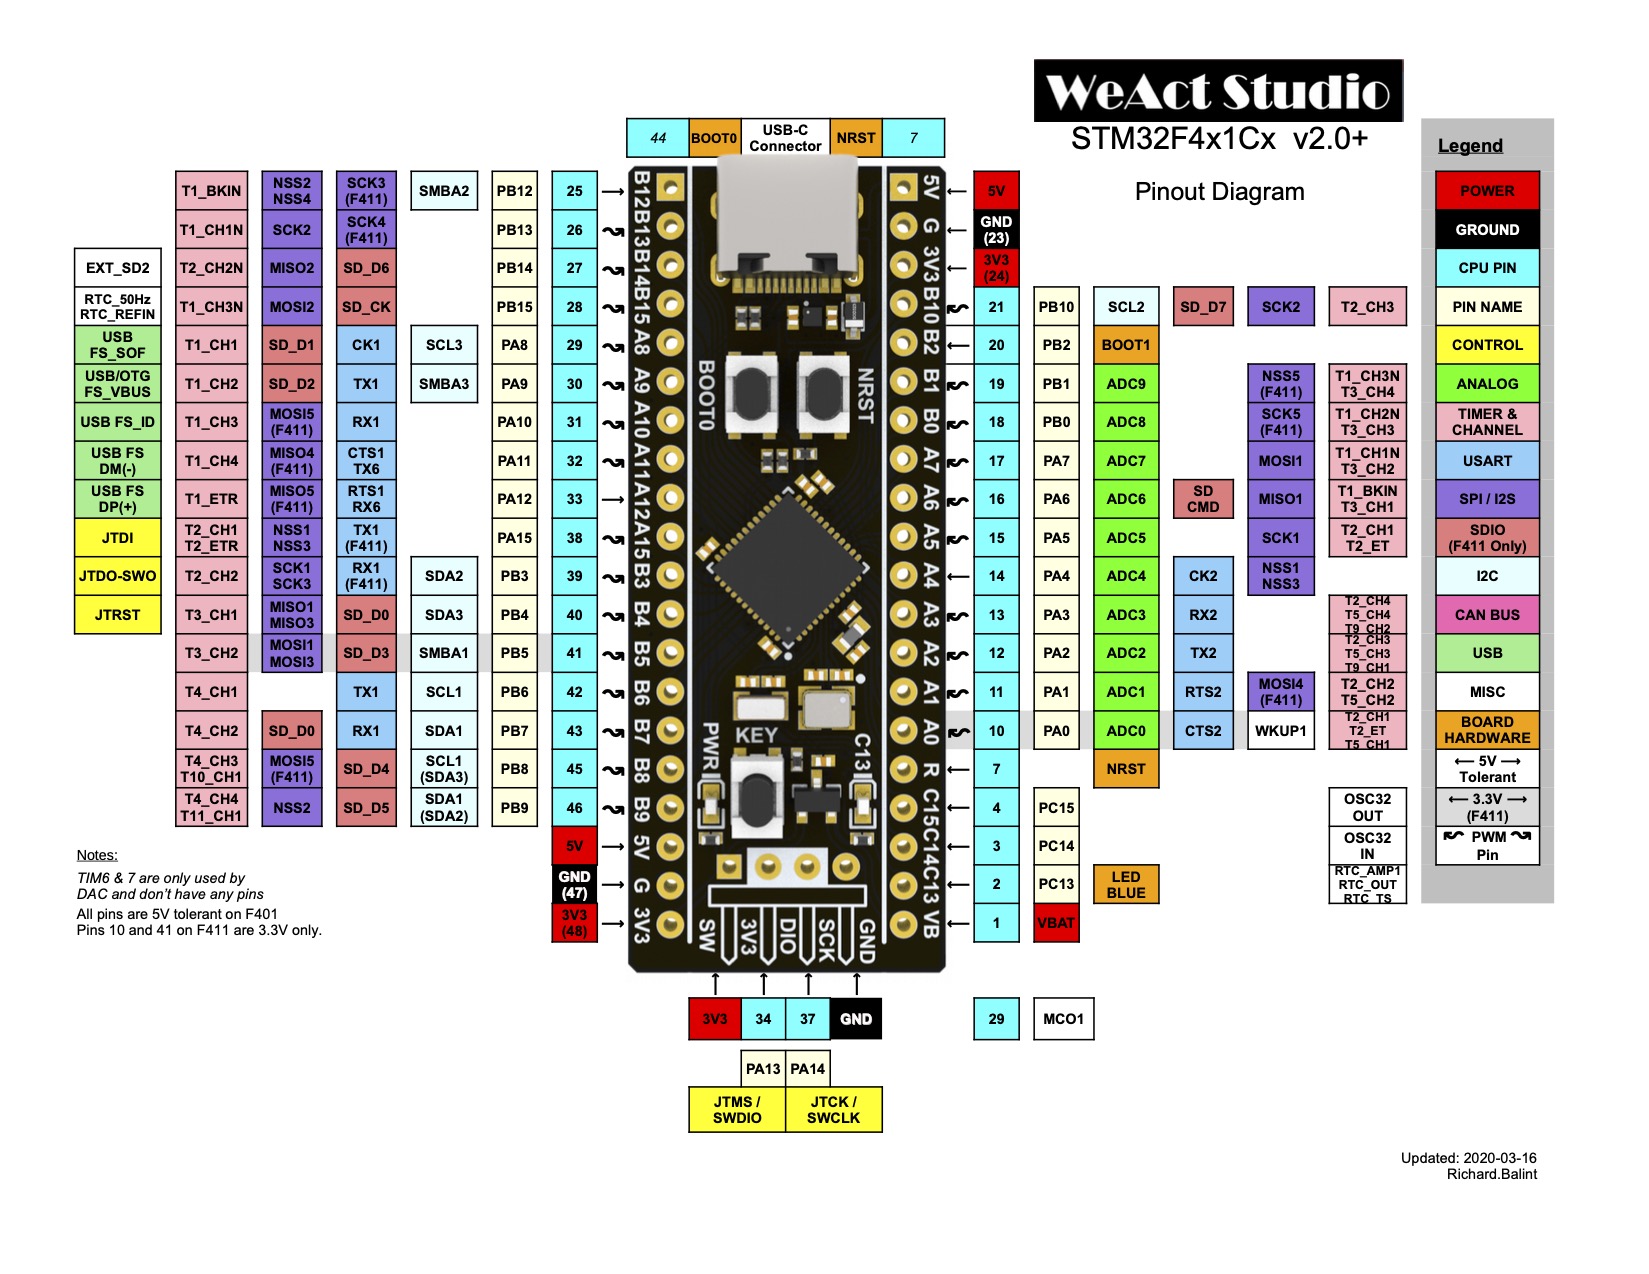 WeAct Studio
STM32F4x1Cx v2.0+
Pinout Diagram
44 BOOT0 USB-C Connector NRST 7
T1_BKIN NSS2 NSS4 SCK3 (F411) SMBA2 PB12 25
T1_CH1N SCK2 SCK4 (F411) PB13 26
EXT_SD2 T2_CH2N MISO2 SD_D6 PB14 27
RTC_50Hz RTC_REFIN T1_CH3N MOSI2 SD_CK PB15 28
USB FS_SOF T1_CH1 SD_D1 CK1 SCL3 PA8 29
USB/OTG FS_VBUS T1_CH2 SD_D2 TX1 SMBA3 PA9 30
USB FS_ID T1_CH3 MOSI5 (F411) RX1 PA10 31
USB FS DM(-) T1_CH4 MISO4 (F411) CTS1 TX6 PA11 32
USB FS DP(+) T1_ETR MISO5 (F411) RTS1 RX6 PA12 33
JTDI T2_CH1 T2_ETR NSS1 NSS3 TX1 (F411) PA15 38
JTDO-SWO T2_CH2 SCK1 SCK3 RX1 (F411) SDA2 PB3 39
JTRST T3_CH1 MISO1 MISO3 SD_D0 SDA3 PB4 40
T3_CH2 MOSI1 MOSI3 SD_D3 SMBA1 PB5 41
T4_CH1 TX1 SCL1 PB6 42
T4_CH2 SD_D0 RX1 SDA1 PB7 43
T4_CH3 T10_CH1 MOSI5 (F411) SD_D4 SCL1 (SDA3) PB8 45
T4_CH4 T11_CH1 NSS2 SD_D5 SDA1 (SDA2) PB9 46
5V
GND (47)
3V3 (48)
B12 B13 B14 B15 A8 A9 A10 A11 A12 A15 B3 B4 B5 B6 B7 B8 B9 5V G 3V3
BOOT0 NRST
KEY
PWR C13
SW 3V3 DIO SCK GND
5V G 3V3 B10 B2 B1 B0 A7 A6 A5 A4 A3 A2 A1 A0 R C15 C14 C13 VB
5V
GND (23)
3V3 (24)
21 PB10 SCL2 SD_D7 SCK2 T2_CH3
20 PB2 BOOT1
19 PB1 ADC9 NSS5 (F411) T1_CH3N T3_CH4
18 PB0 ADC8 SCK5 (F411) T1_CH2N T3_CH3
17 PA7 ADC7 MOSI1 T1_CH1N T3_CH2
16 PA6 ADC6 SD CMD MISO1 T1_BKIN T3_CH1
15 PA5 ADC5 SCK1 T2_CH1 T2_ET
14 PA4 ADC4 CK2 NSS1 NSS3
13 PA3 ADC3 RX2 T2_CH4 T5_CH4 T9_CH2
12 PA2 ADC2 TX2 T2_CH3 T5_CH3 T9_CH1
11 PA1 ADC1 RTS2 MOSI4 (F411) T2_CH2 T5_CH2
10 PA0 ADC0 CTS2 WKUP1 T2_CH1 T2_ET T5_CH1
7 NRST
4 PC15 OSC32 OUT
3 PC14 OSC32 IN
2 PC13 LED BLUE RTC_AMP1 RTC_OUT RTC_TS
1 VBAT
Legend
POWER
GROUND
CPU PIN
PIN NAME
CONTROL
ANALOG
TIMER & CHANNEL
USART
SPI / I2S
SDIO (F411 Only)
I2C
CAN BUS
USB
MISC
BOARD HARDWARE
← 5V → Tolerant
← 3.3V → (F411)
PWM Pin
Notes:
TIM6 & 7 are only used by
DAC and don't have any pins
All pins are 5V tolerant on F401
Pins 10 and 41 on F411 are 3.3V only.
3V3 34 37 GND
PA13 PA14
JTMS / SWDIO JTCK / SWCLK
29 MCO1
Updated: 2020-03-16
Richard.Balint